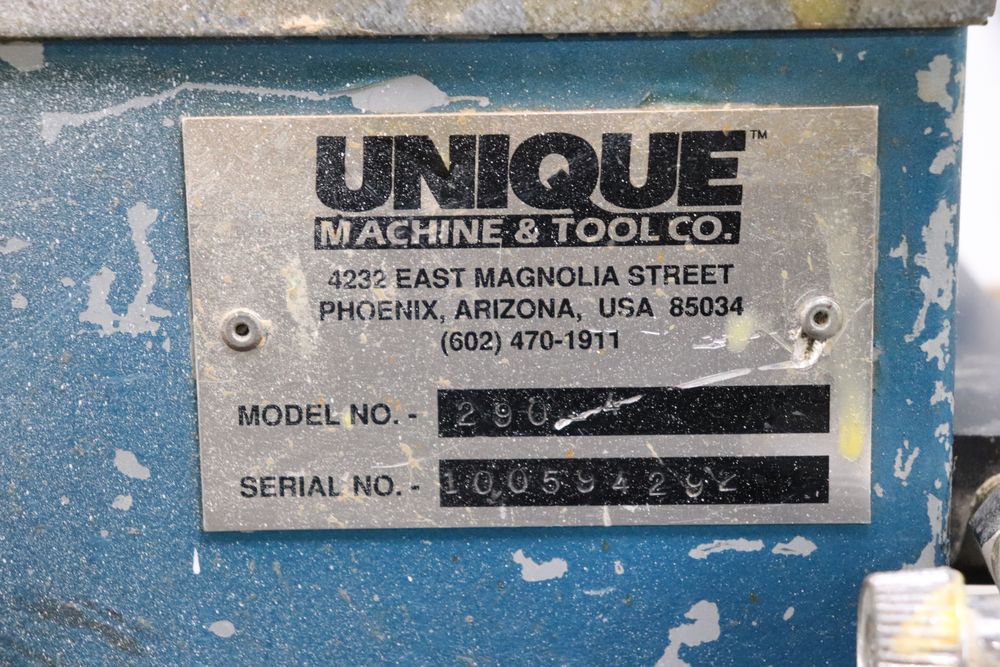 UNIQUE™
MACHINE & TOOL CO.
4232 EAST MAGNOLIA STREET
PHOENIX, ARIZONA, USA 85034
(602) 470-1911
MODEL NO. - 290
SERIAL NO. -